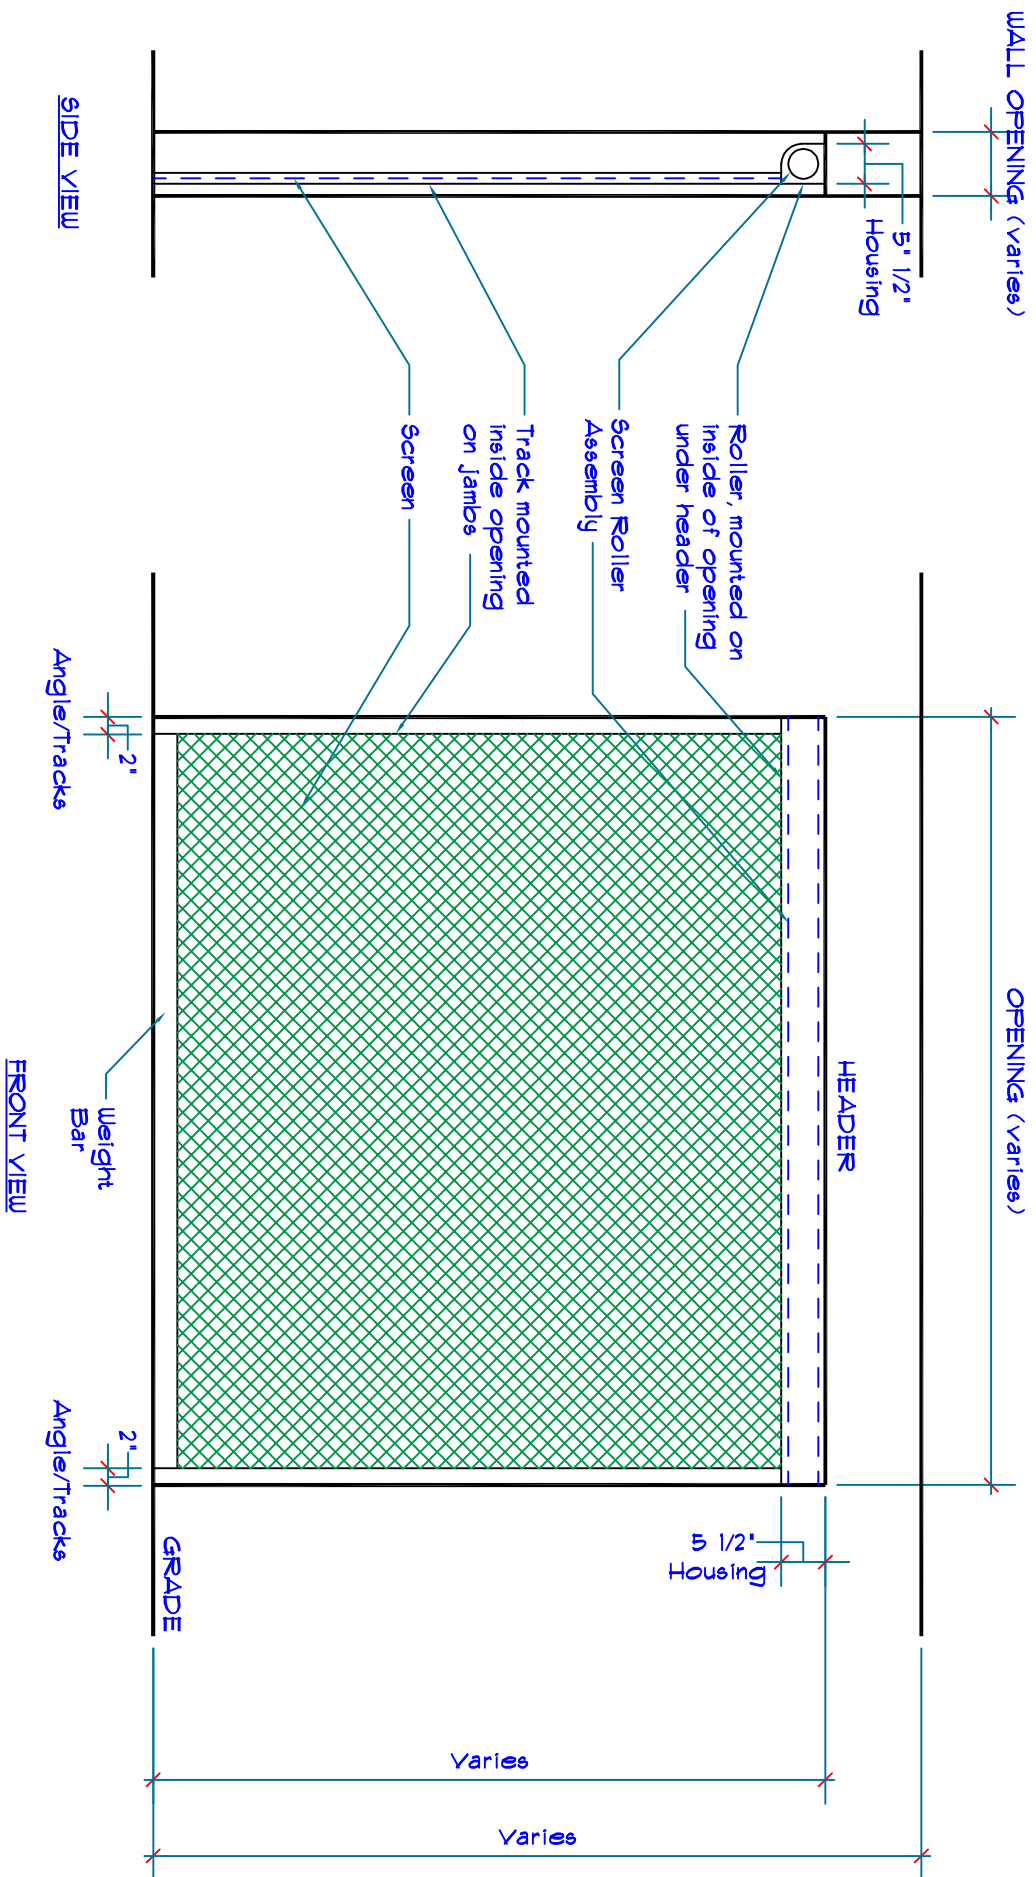 WALL OPENING (varies)
5" 1/2"
Housing
Roller, mounted on
inside of opening
under header
Screen Roller
Assembly
Track mounted
inside opening
on jambs
Screen
SIDE VIEW
OPENING (varies)
HEADER
2"
Angle/Tracks
Weight
Bar
2"
Angle/Tracks
GRADE
5 1/2"
Housing
Varies
Varies
FRONT VIEW